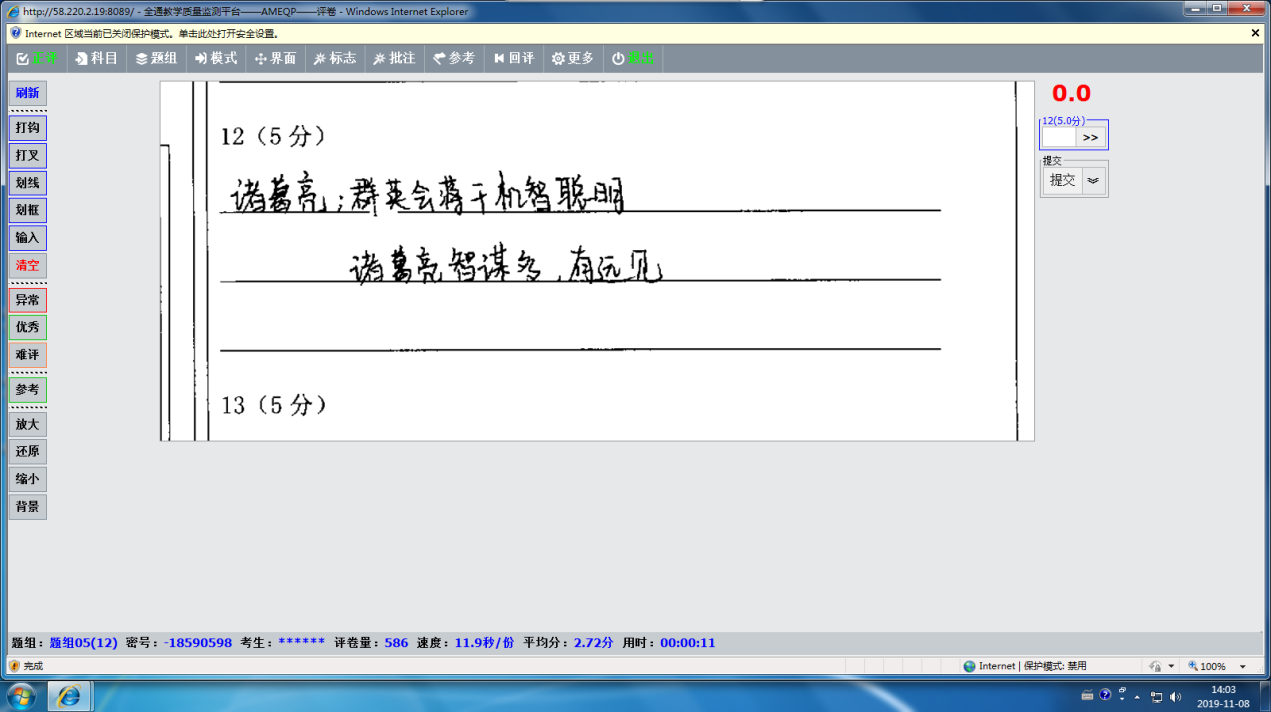 http://58.220.2.19:8089/ - 全通教学质量监测平台——AMEQP——评卷 - Windows Internet Explorer
Internet 区域当前已关闭保护模式。单击此处打开安全设置。
正评 科目 题组 模式 界面 标志 批注 参考 回评 更多 退出
刷新
打钩
打叉
划线
划框
输入
清空
异常
优秀
难评
参考
放大
还原
缩小
背景
12（5 分）
诸葛亮；群英会蒋干机智聪明
诸葛亮智谋多，有远见
13（5 分）
0.0
12(5.0分)
>>
提交
提交
题组：题组05(12) 密号：-18590598 考生：****** 评卷量：586 速度：11.9秒/份 平均分：2.72分 用时：00:00:11
完成 Internet | 保护模式: 禁用 100%
14:03
2019-11-08